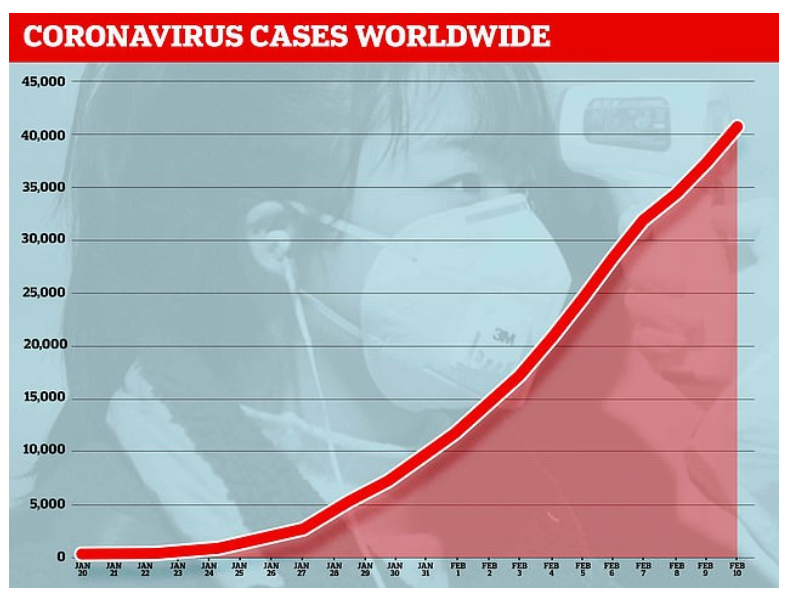 CORONAVIRUS CASES WORLDWIDE
45,000
40,000
35,000
30,000
25,000
20,000
15,000
10,000
5,000
0
3M
JAN JAN JAN JAN JAN JAN JAN JAN JAN JAN JAN JAN FEB FEB FEB FEB FEB FEB FEB FEB FEB FEB
20 21 22 23 24 25 26 27 28 29 30 31 1 2 3 4 5 6 7 8 9 10